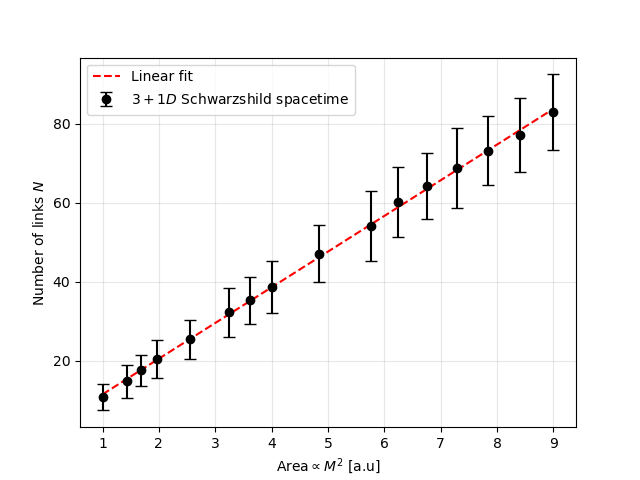 Linear fit
3 + 1D Schwarzshild spacetime
Number of links N
80
60
40
20
1 2 3 4 5 6 7 8 9
Area ∝ M² [a.u]